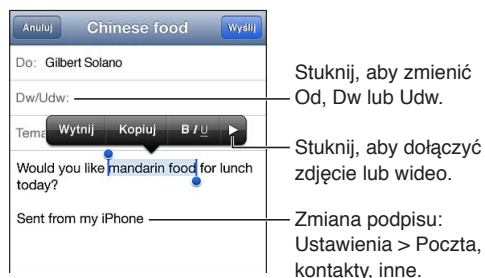 Anuluj Chinese food Wyślij
Do: Gilbert Solano
Dw/Udw:
Tema
Wytnij Kopiuj B I U
Would you like mandarin food for lunch
today?
Sent from my iPhone
Stuknij, aby zmienić
Od, Dw lub Udw.
Stuknij, aby dołączyć
zdjęcie lub wideo.
Zmiana podpisu:
Ustawienia > Poczta,
kontakty, inne.